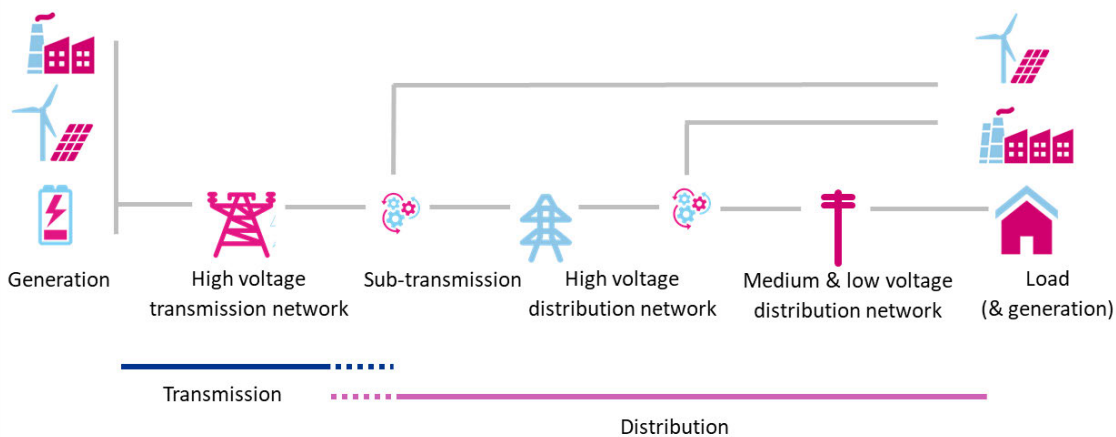 Generation
High voltage
transmission network
Sub-transmission
High voltage
distribution network
Medium & low voltage
distribution network
Load
(& generation)
Transmission
Distribution